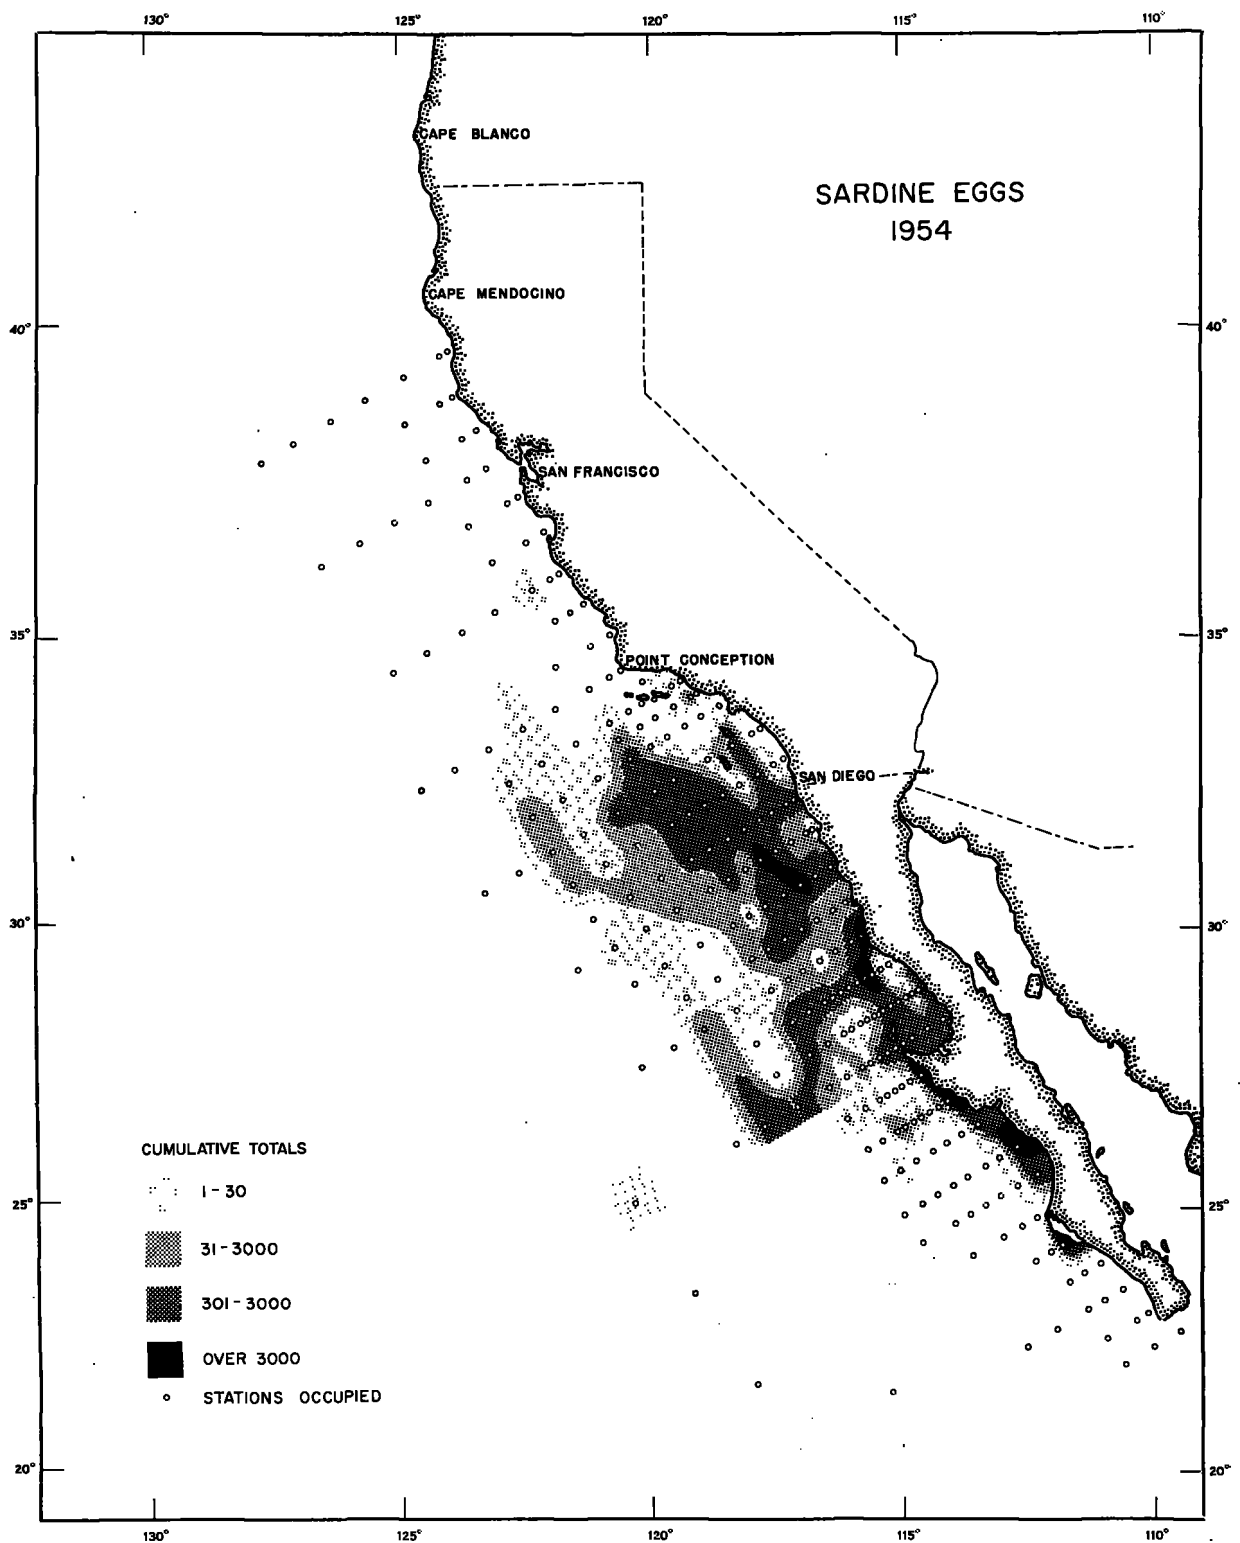 130° 125° 120° 115° 110°
CAPE BLANCO
SARDINE EGGS
1954
CAPE MENDOCINO
40° 40°
SAN FRANCISCO
35° 35°
POINT CONCEPTION
SAN DIEGO
30° 30°
CUMULATIVE TOTALS
1-30
25° 25°
31-3000
301-3000
OVER 3000
STATIONS OCCUPIED
20° 20°
130° 125° 120° 115° 110°